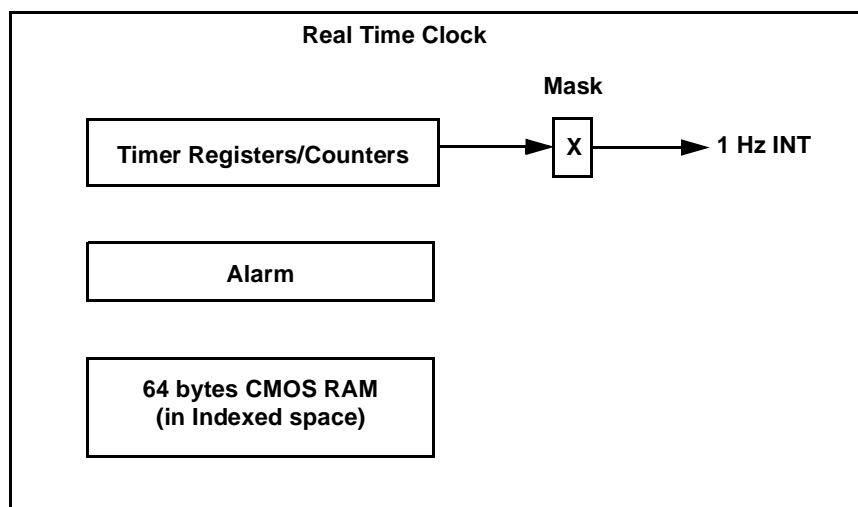 Real Time Clock
Mask
Timer Registers/Counters
X
1 Hz INT
Alarm
64 bytes CMOS RAM
(in Indexed space)